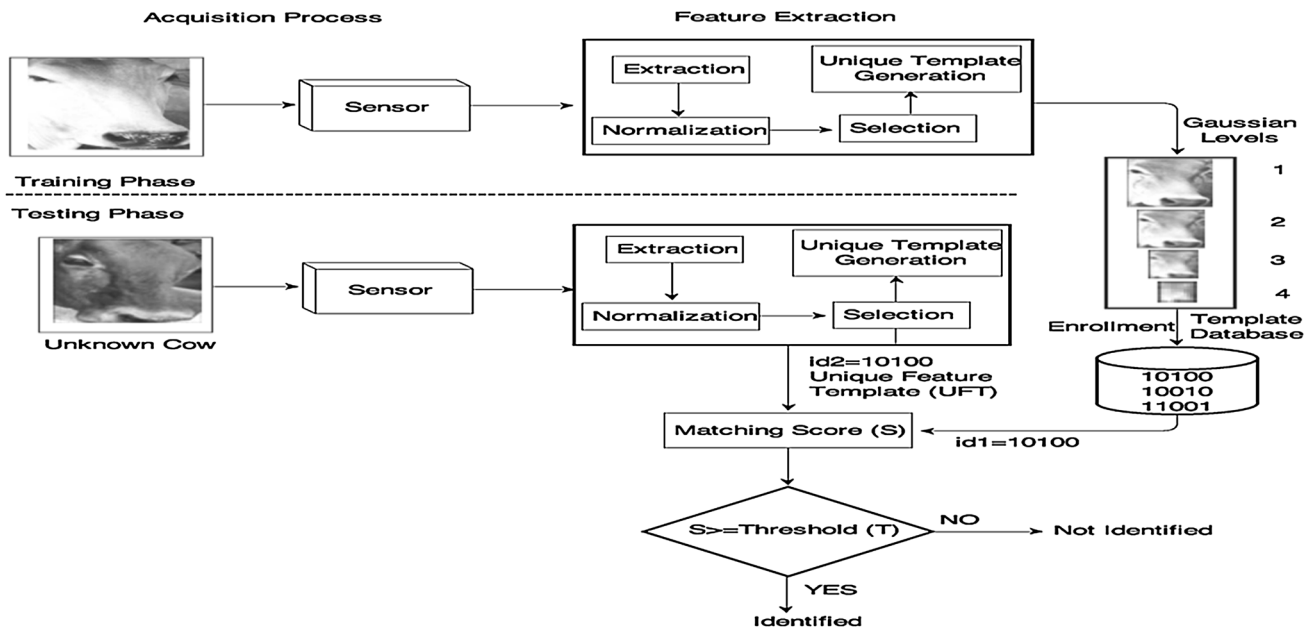 Acquisition Process
Feature Extraction
Sensor
Extraction
Normalization
Selection
Unique Template
Generation
Gaussian
Levels
1
2
3
4
Training Phase
Testing Phase
Unknown Cow
Sensor
Extraction
Normalization
Selection
Unique Template
Generation
Enrollment
Template
Database
10100
10010
11001
id2=10100
Unique Feature
Template (UFT)
Matching Score (S)
id1=10100
S>=Threshold (T)
NO
Not Identified
YES
Identified